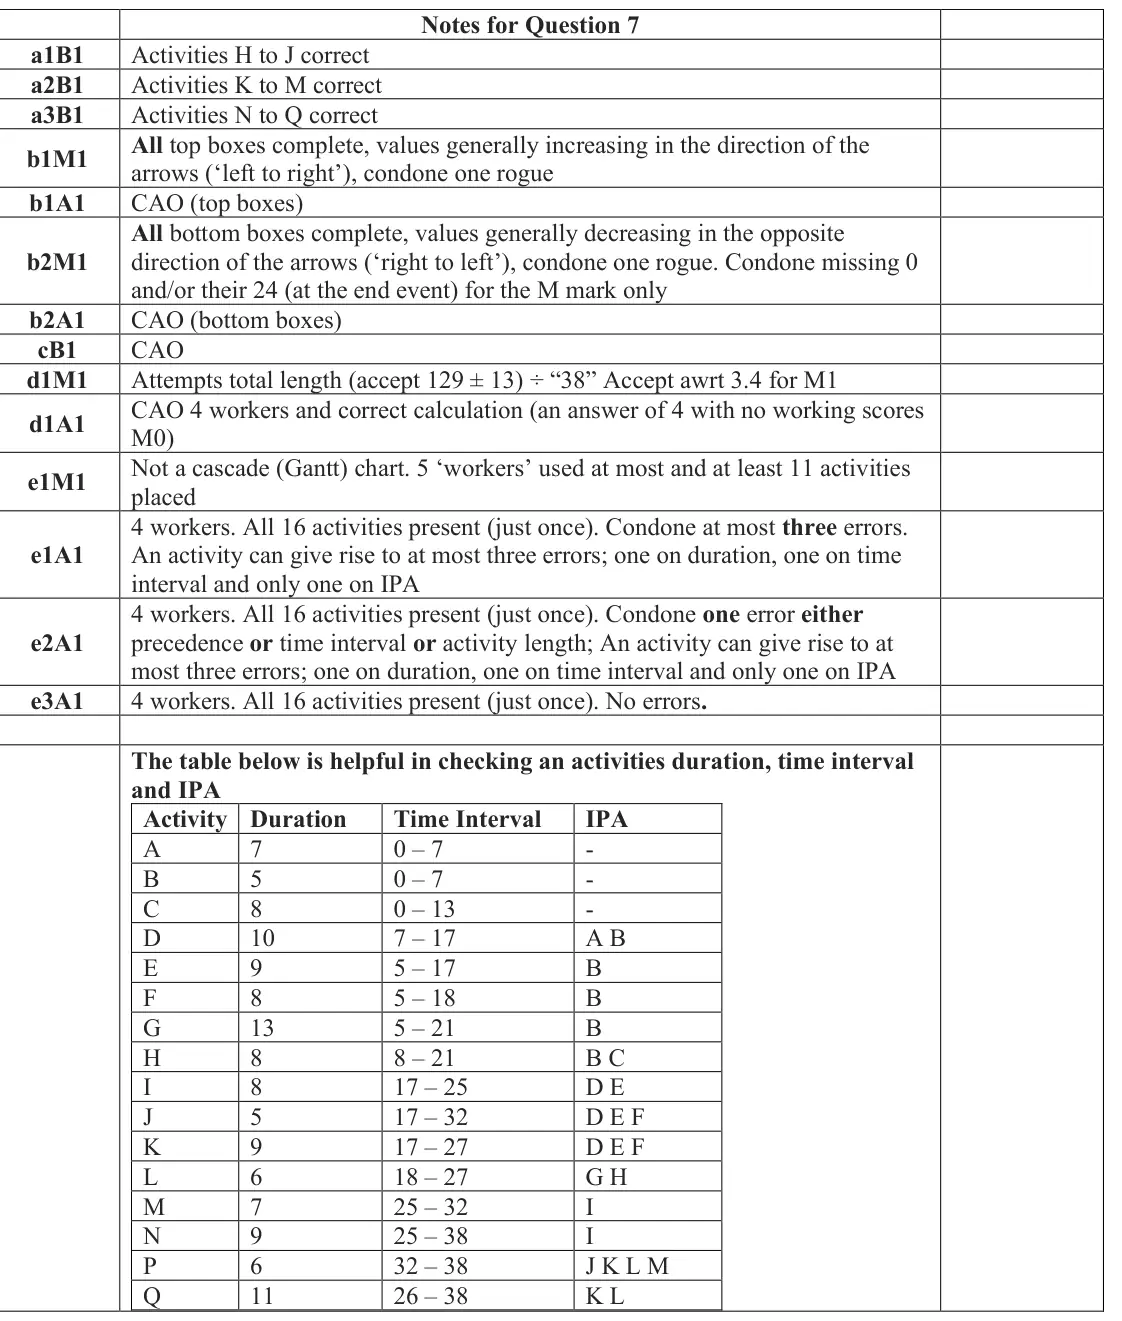 Notes for Question 7
a1B1 Activities H to J correct
a2B1 Activities K to M correct
a3B1 Activities N to Q correct
b1M1 All top boxes complete, values generally increasing in the direction of the
arrows (‘left to right’), condone one rogue
b1A1 CAO (top boxes)
b2M1 All bottom boxes complete, values generally decreasing in the opposite
direction of the arrows (‘right to left’), condone one rogue. Condone missing 0
and/or their 24 (at the end event) for the M mark only
b2A1 CAO (bottom boxes)
cB1 CAO
d1M1 Attempts total length (accept 129 ± 13) ÷ “38” Accept awrt 3.4 for M1
d1A1 CAO 4 workers and correct calculation (an answer of 4 with no working scores
M0)
e1M1 Not a cascade (Gantt) chart. 5 ‘workers’ used at most and at least 11 activities
placed
e1A1 4 workers. All 16 activities present (just once). Condone at most three errors.
An activity can give rise to at most three errors; one on duration, one on time
interval and only one on IPA
e2A1 4 workers. All 16 activities present (just once). Condone one error either
precedence or time interval or activity length; An activity can give rise to at
most three errors; one on duration, one on time interval and only one on IPA
e3A1 4 workers. All 16 activities present (just once). No errors.
The table below is helpful in checking an activities duration, time interval
and IPA
Activity Duration Time Interval IPA
A 7 0 – 7 -
B 5 0 – 7 -
C 8 0 – 13 -
D 10 7 – 17 A B
E 9 5 – 17 B
F 8 5 – 18 B
G 13 5 – 21 B
H 8 8 – 21 B C
I 8 17 – 25 D E
J 5 17 – 32 D E F
K 9 17 – 27 D E F
L 6 18 – 27 G H
M 7 25 – 32 I
N 9 25 – 38 I
P 6 32 – 38 J K L M
Q 11 26 – 38 K L